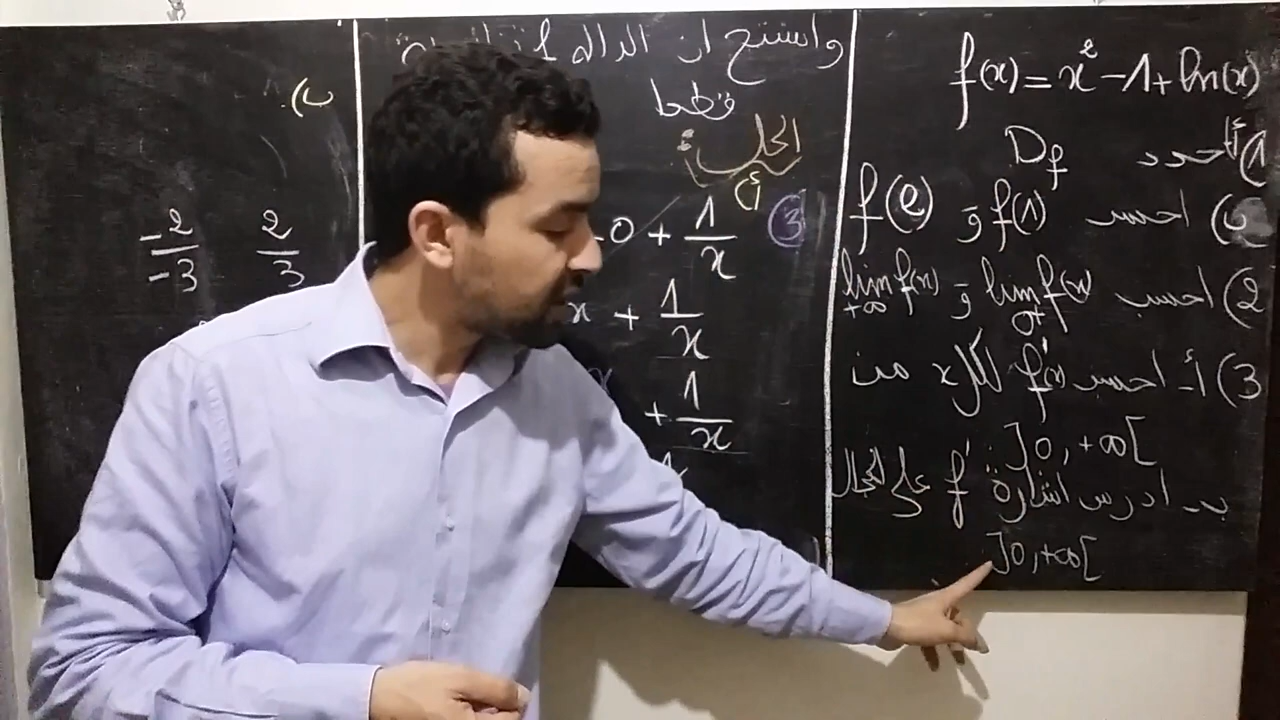 f(x) = x² - 1 + ln(x)
1) أ) حدد Df
ب) احسب f(1) و f(e)
2) احسب lim f(x) 0+ و lim f(x) +∞
3) أ- احسب f'(x) لكل x من
]0, +∞[
ب- ادرس اشارة f' على المجال
]0, +∞[
واستنتج ان الدالة f
قطعا
الحل:
3) أ)
-0 + 1/x
x + 1/x
+ 1/x
ب).
-2/-3 2/3